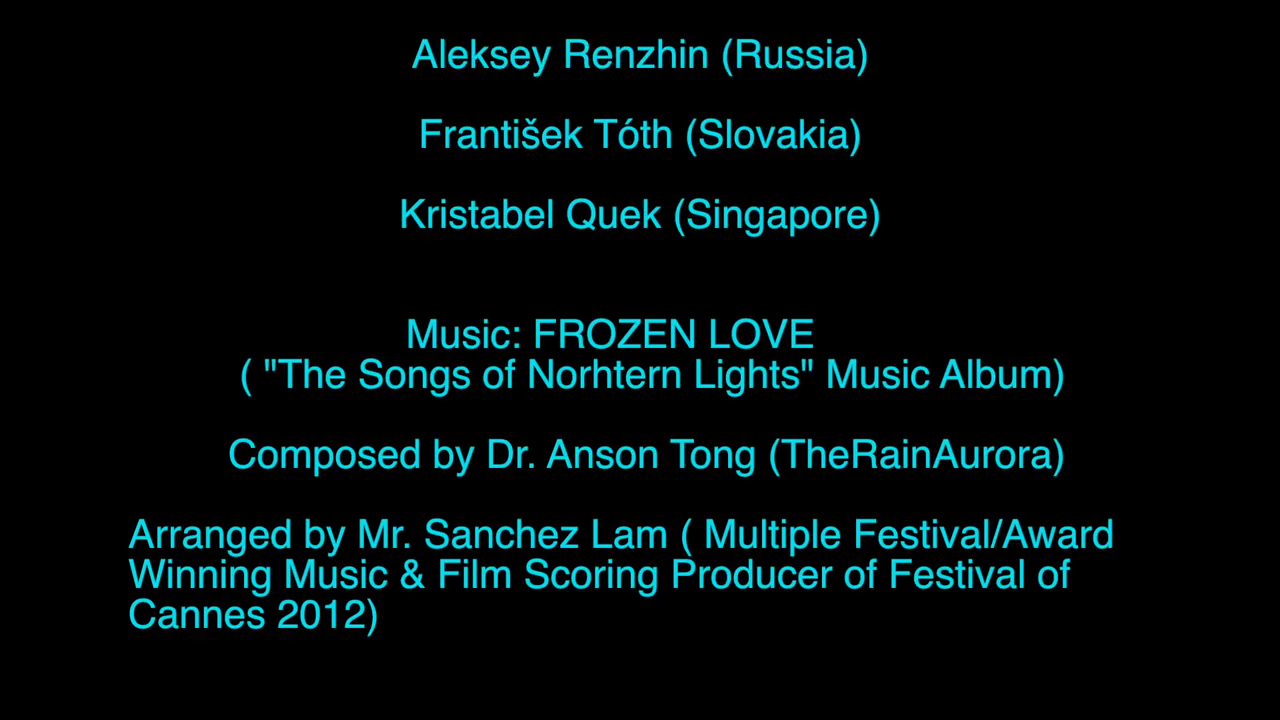 Aleksey Renzhin (Russia)
František Tóth (Slovakia)
Kristabel Quek (Singapore)
Music: FROZEN LOVE
( "The Songs of Norhtern Lights" Music Album)
Composed by Dr. Anson Tong (TheRainAurora)
Arranged by Mr. Sanchez Lam ( Multiple Festival/Award
Winning Music & Film Scoring Producer of Festival of
Cannes 2012)